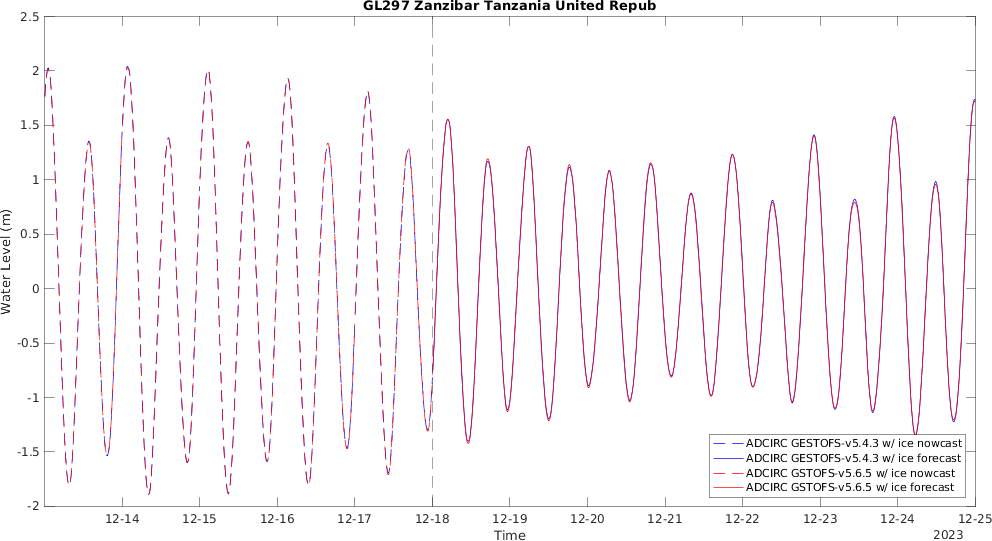 GL297 Zanzibar Tanzania United Repub
2.5
2
1.5
1
0.5
0
-0.5
-1
-1.5
-2
Water Level (m)
ADCIRC GESTOFS-v5.4.3 w/ ice nowcast
ADCIRC GESTOFS-v5.4.3 w/ ice forecast
ADCIRC GSTOFS-v5.6.5 w/ ice nowcast
ADCIRC GSTOFS-v5.6.5 w/ ice forecast
12-14 12-15 12-16 12-17 12-18 12-19 12-20 12-21 12-22 12-23 12-24 12-25
Time
2023